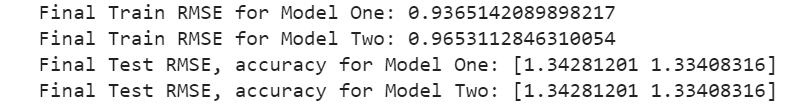 Final Train RMSE for Model One: 0.9365142089898217
Final Train RMSE for Model Two: 0.9653112846310054
Final Test RMSE, accuracy for Model One: [1.34281201 1.33408316]
Final Test RMSE, accuracy for Model Two: [1.34281201 1.33408316]